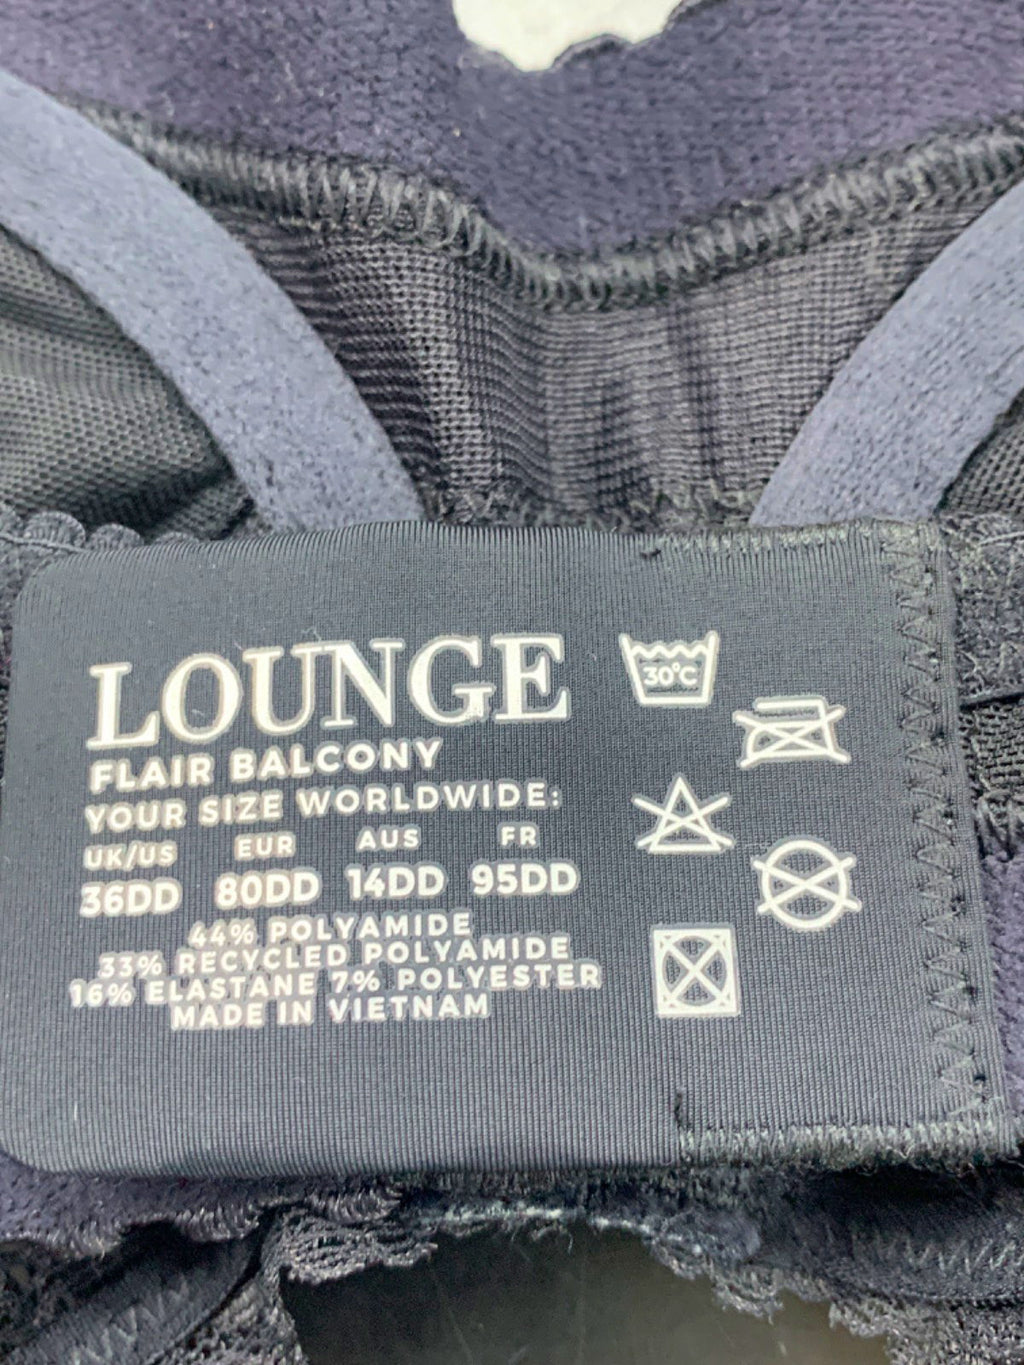 LOUNGE
FLAIR BALCONY
YOUR SIZE WORLDWIDE:
UK/US EUR AUS FR
36DD 80DD 14DD 95DD
44% POLYAMIDE
33% RECYCLED POLYAMIDE
16% ELASTANE 7% POLYESTER
MADE IN VIETNAM
30°C